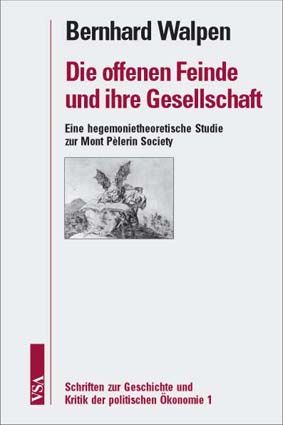 Bernhard Walpen
Die offenen Feinde
und ihre Gesellschaft
Eine hegemonietheoretische Studie
zur Mont Pèlerin Society
VSA
Schriften zur Geschichte und
Kritik der politischen Ökonomie 1